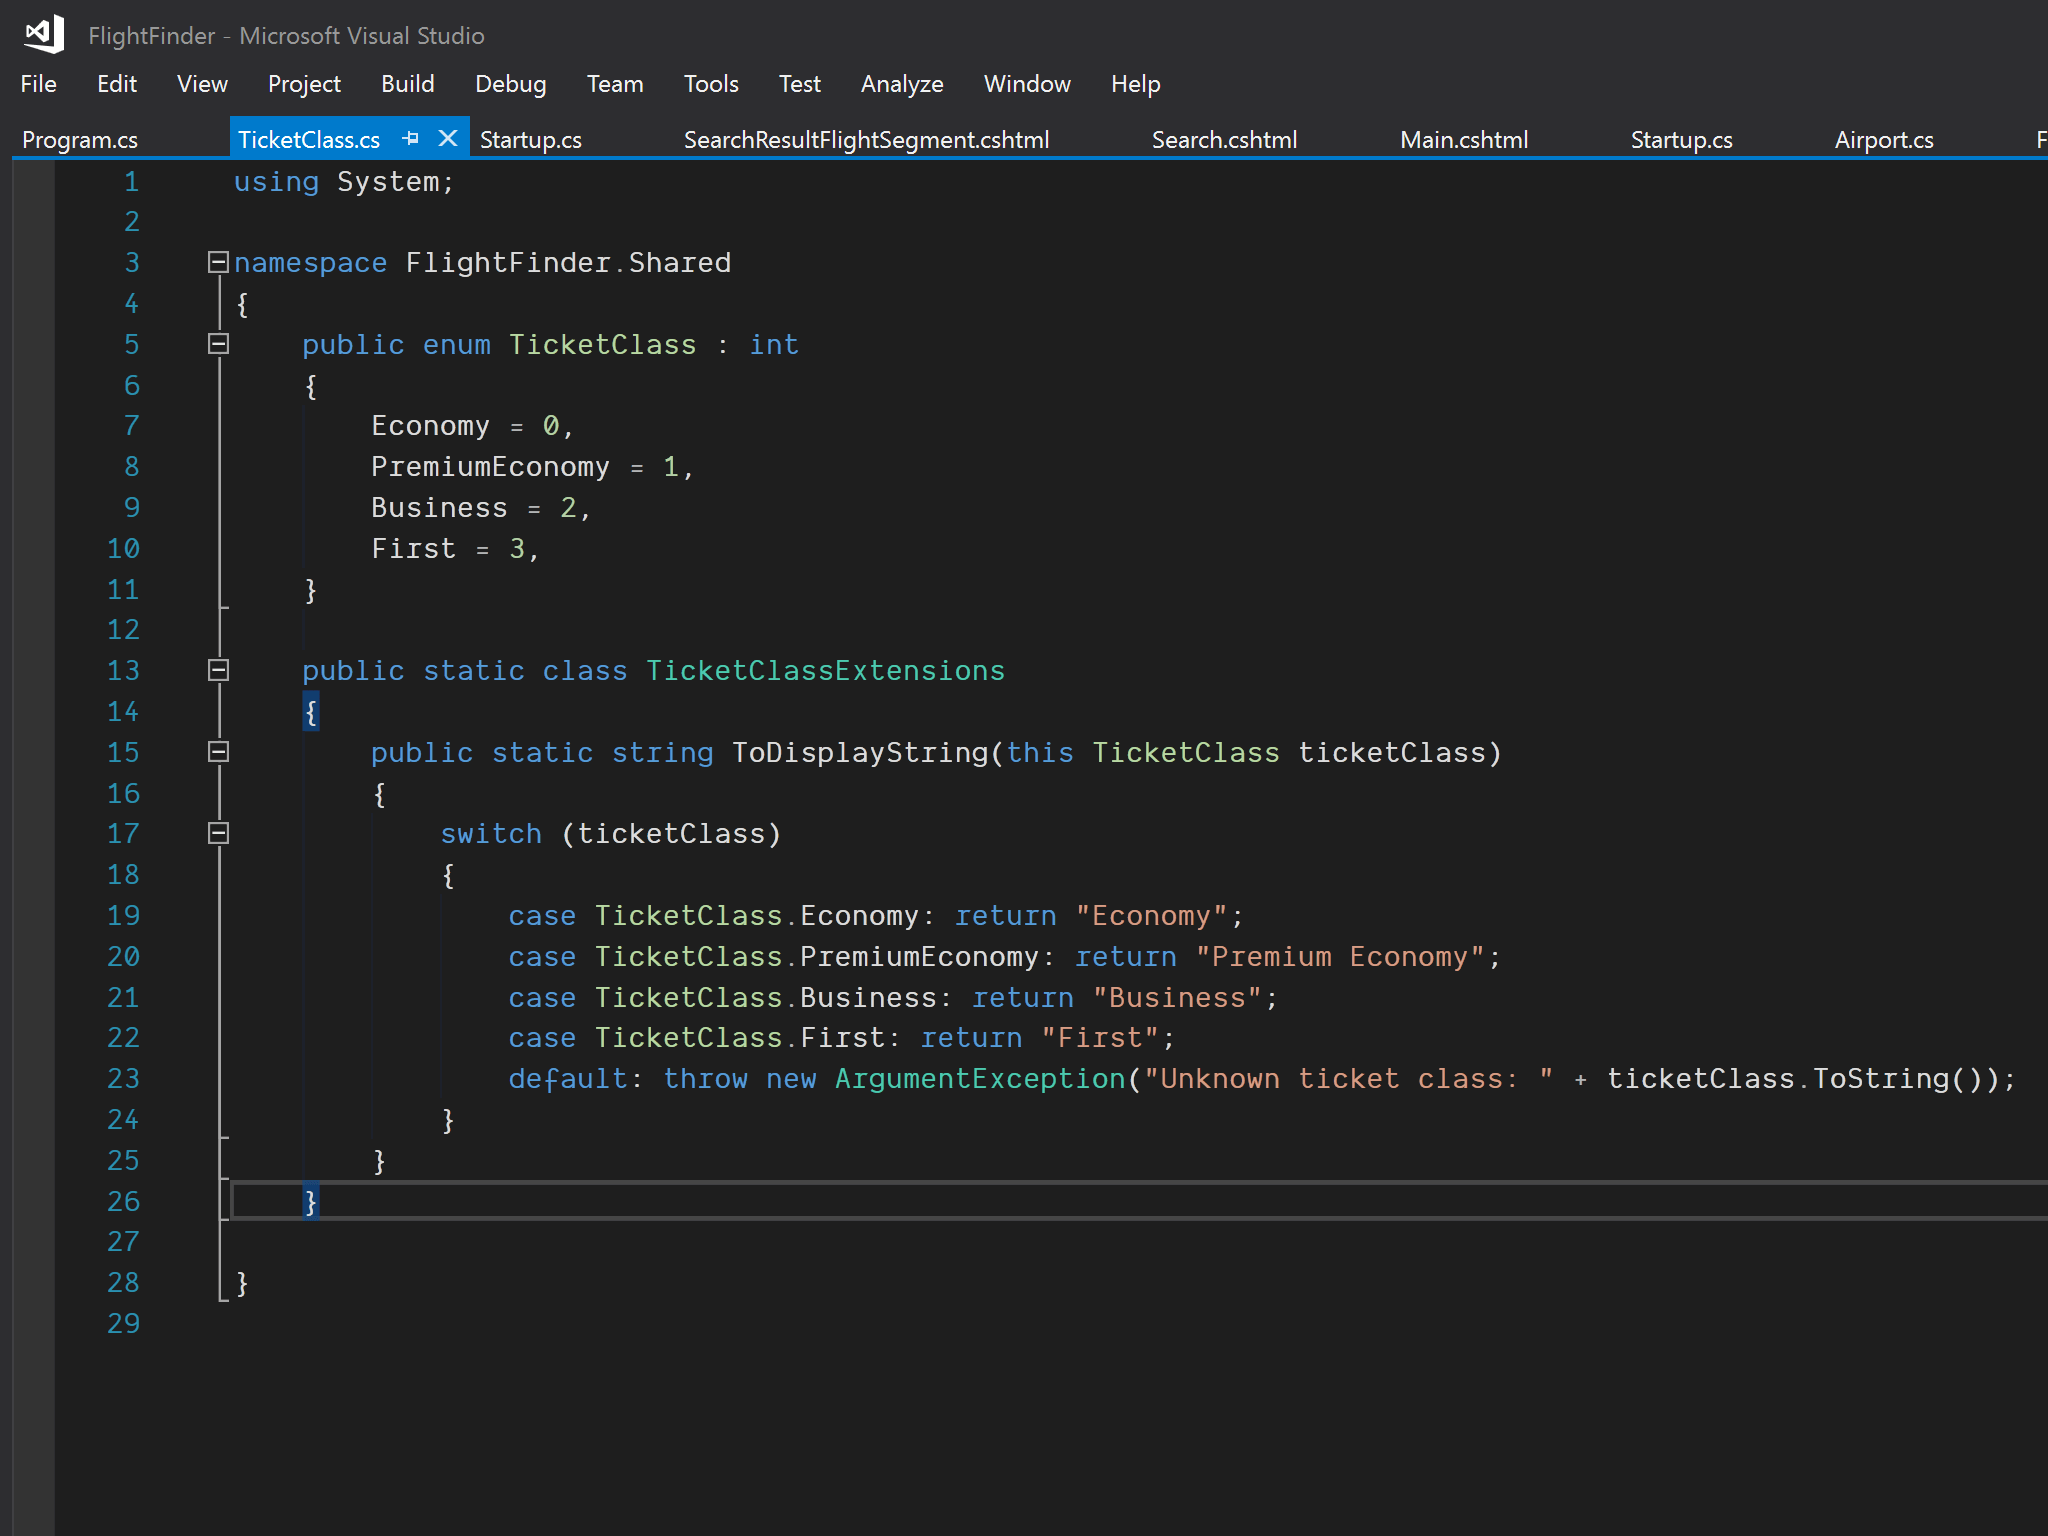 FlightFinder - Microsoft Visual Studio
File Edit View Project Build Debug Team Tools Test Analyze Window Help
Program.cs TicketClass.cs Startup.cs SearchResultFlightSegment.cshtml Search.cshtml Main.cshtml Startup.cs Airport.cs F
1 using System;
2
3 namespace FlightFinder.Shared
4 {
5     public enum TicketClass : int
6     {
7         Economy = 0,
8         PremiumEconomy = 1,
9         Business = 2,
10         First = 3,
11     }
12
13     public static class TicketClassExtensions
14     {
15         public static string ToDisplayString(this TicketClass ticketClass)
16         {
17             switch (ticketClass)
18             {
19                 case TicketClass.Economy: return "Economy";
20                 case TicketClass.PremiumEconomy: return "Premium Economy";
21                 case TicketClass.Business: return "Business";
22                 case TicketClass.First: return "First";
23                 default: throw new ArgumentException("Unknown ticket class: " + ticketClass.ToString());
24             }
25         }
26     }
27
28 }
29